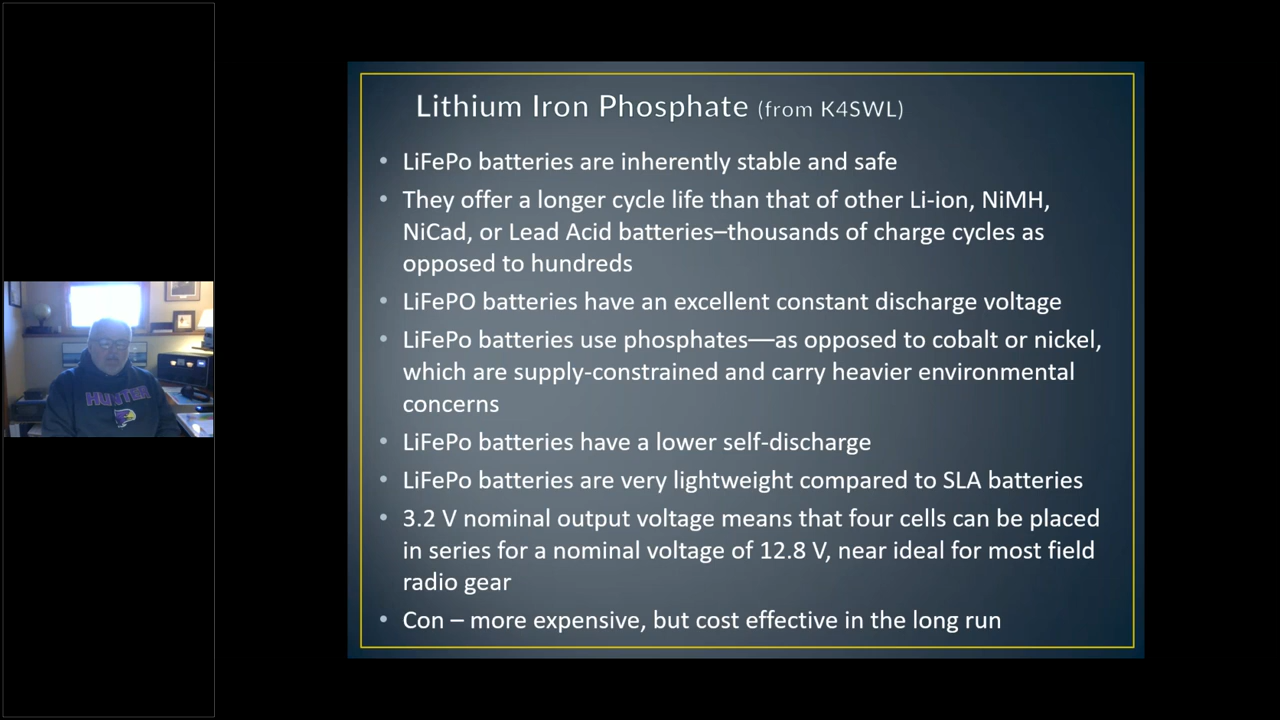 Lithium Iron Phosphate (from K4SWL)
• LiFePo batteries are inherently stable and safe
• They offer a longer cycle life than that of other Li-ion, NiMH,
NiCad, or Lead Acid batteries–thousands of charge cycles as
opposed to hundreds
• LiFePO batteries have an excellent constant discharge voltage
• LiFePo batteries use phosphates—as opposed to cobalt or nickel,
which are supply-constrained and carry heavier environmental
concerns
• LiFePo batteries have a lower self-discharge
• LiFePo batteries are very lightweight compared to SLA batteries
• 3.2 V nominal output voltage means that four cells can be placed
in series for a nominal voltage of 12.8 V, near ideal for most field
radio gear
• Con – more expensive, but cost effective in the long run